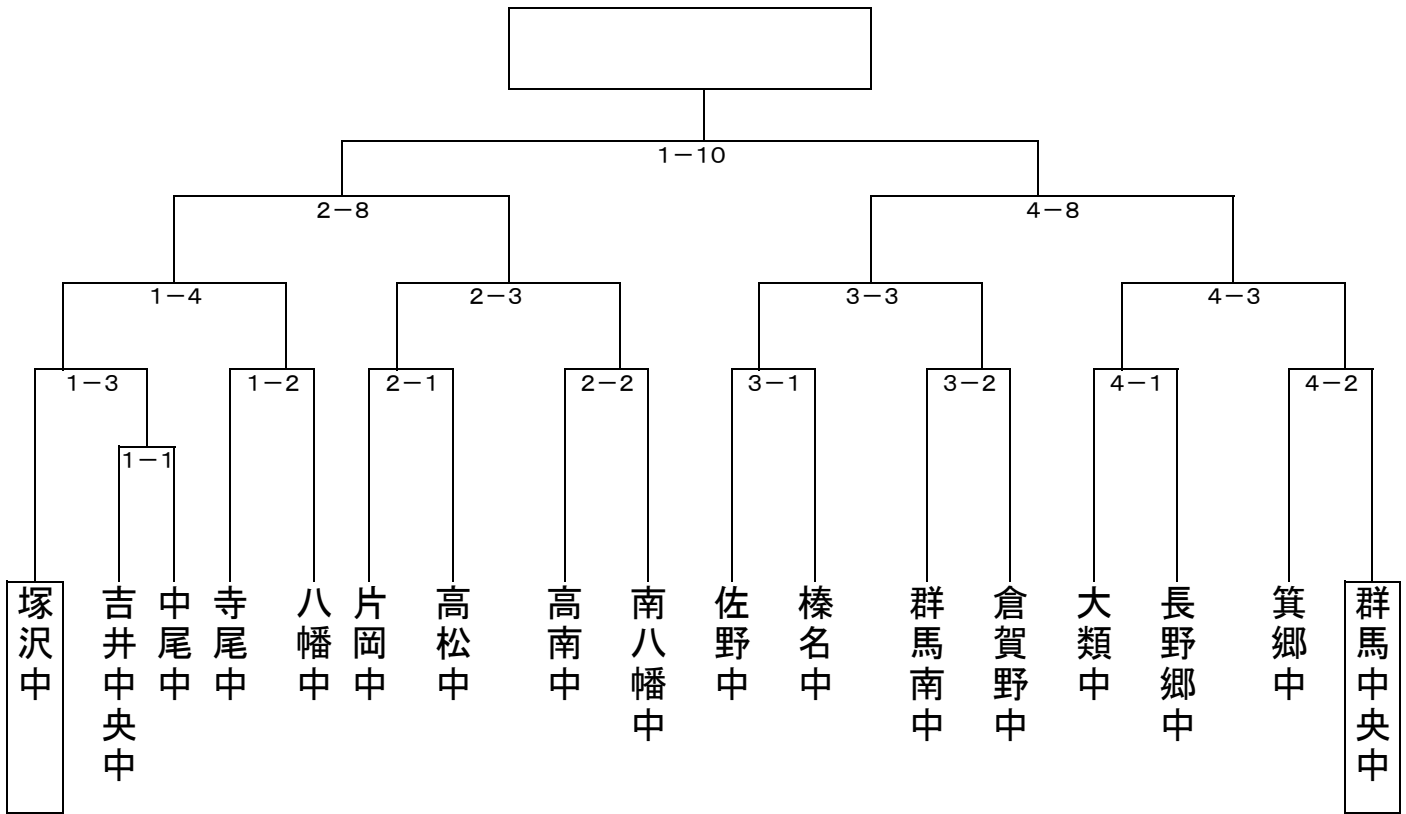 1－10
2－8
4－8
1－4
2－3
3－3
4－3
1－3
1－2
2－1
2－2
3－1
3－2
4－1
4－2
1－1
塚沢中
吉井中央中
中尾中
寺尾中
八幡中
片岡中
高松中
高南中
南八幡中
佐野中
榛名中
群馬南中
倉賀野中
大類中
長野郷中
箕郷中
群馬中央中